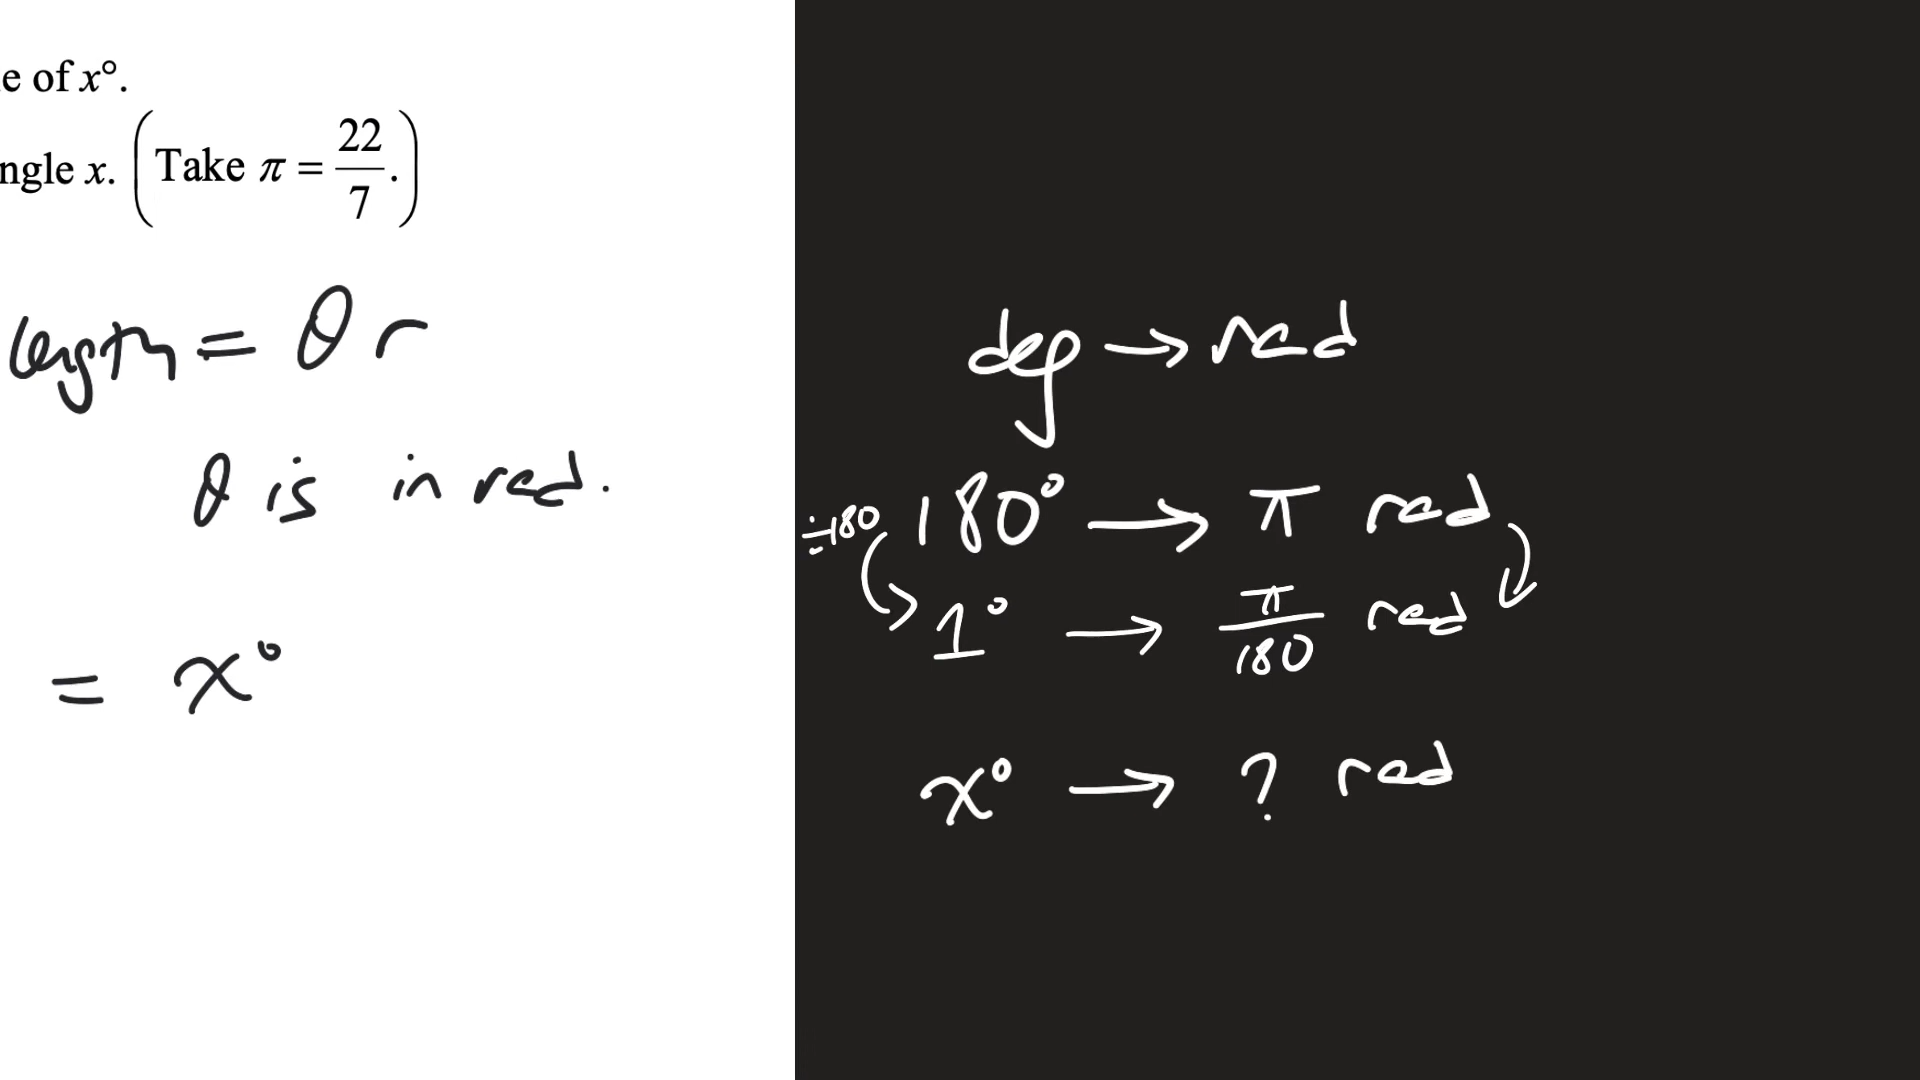 e of x°.
ngle x. (Take π = 22/7.)
length = θ r
θ is in rad.
= x°
deg → rad
÷180 180° → π rad
1° → π/180 rad
x° → ? rad